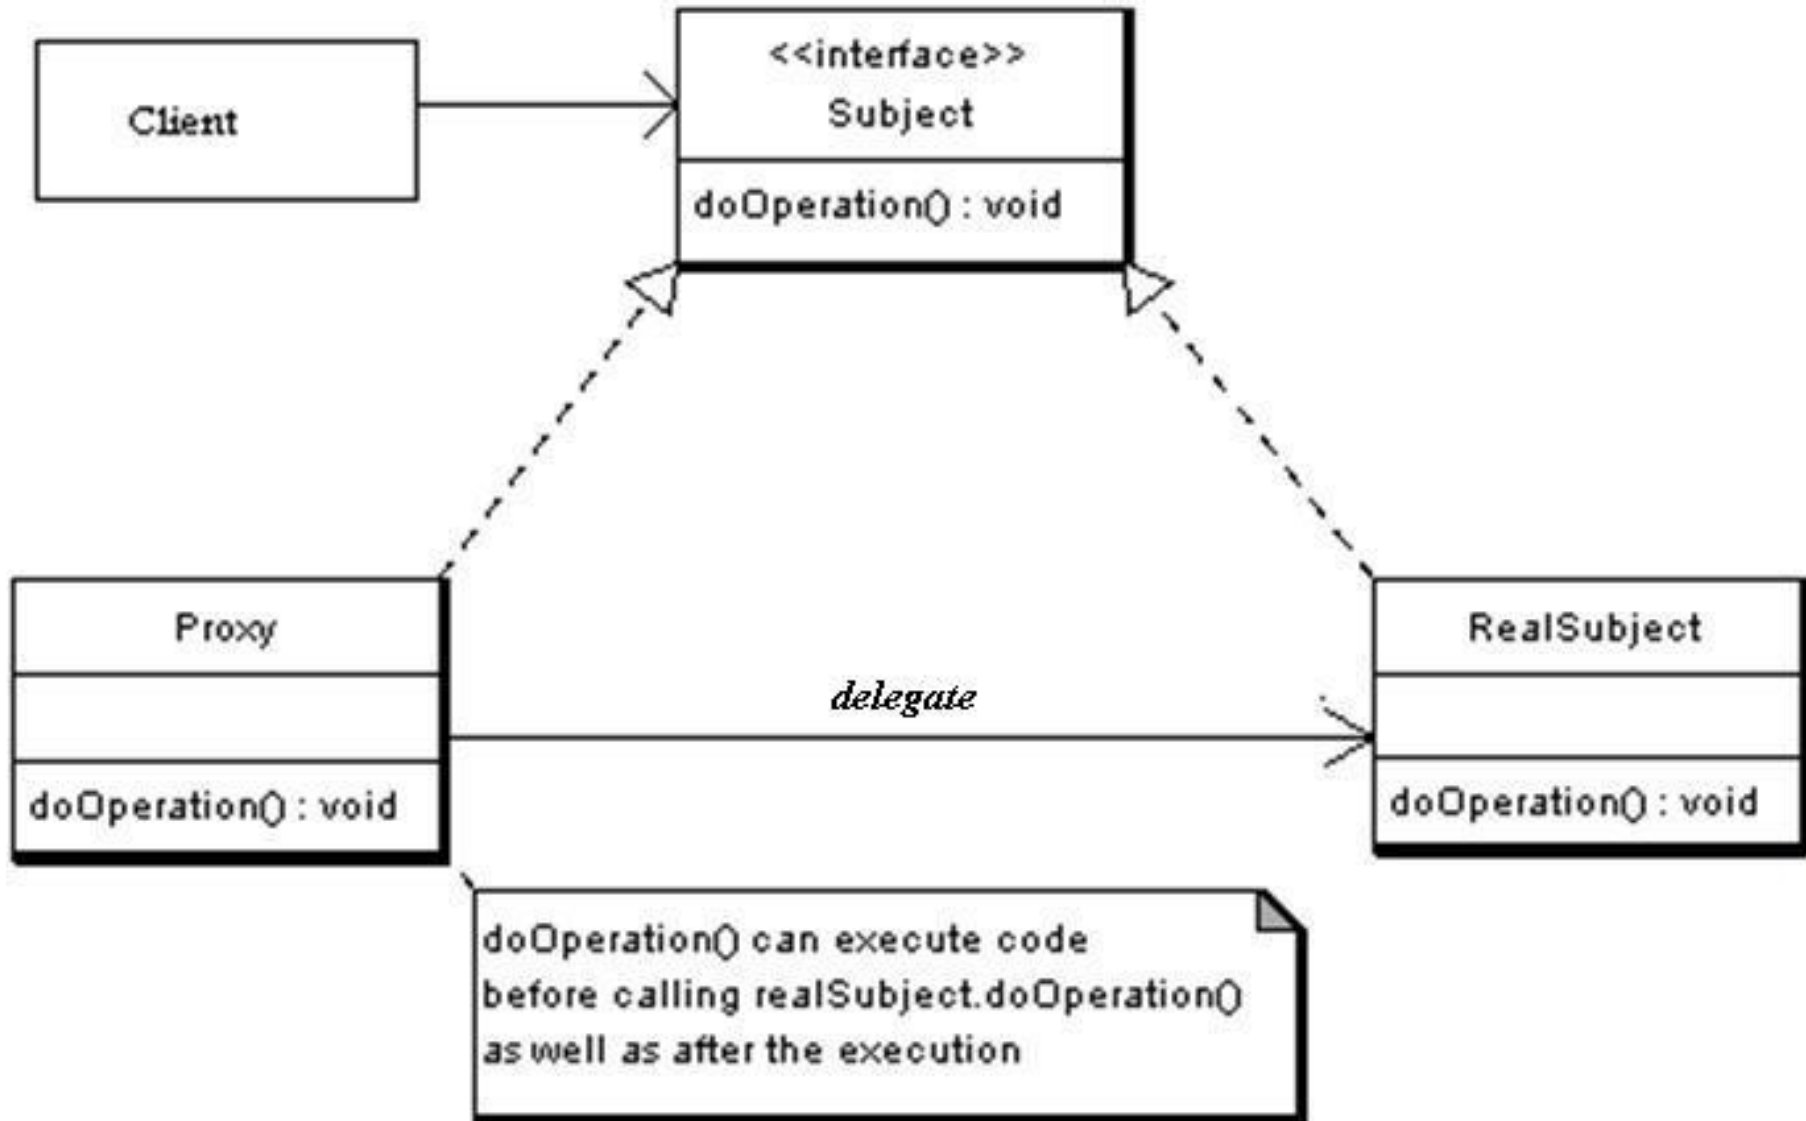 Client
<<interface>>
Subject
doOperation() : void
Proxy
doOperation() : void
delegate
RealSubject
doOperation() : void
doOperation() can execute code
before calling realSubject.doOperation()
as well as after the execution